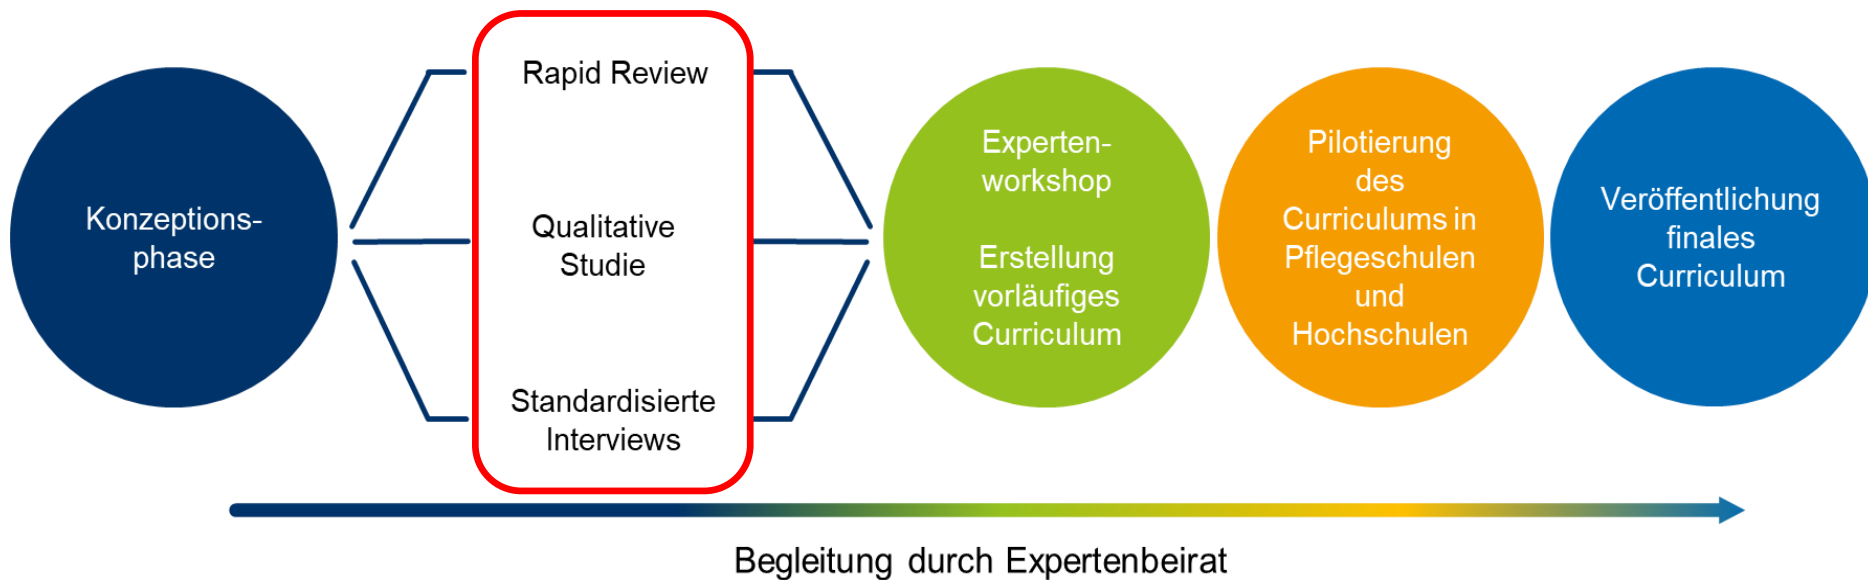 Konzeptions-
phase
Rapid Review
Qualitative
Studie
Standardisierte
Interviews
Experten-
workshop
Erstellung
vorläufiges
Curriculum
Pilotierung
des
Curriculums in
Pflegeschulen
und
Hochschulen
Veröffentlichung
finales
Curriculum
Begleitung durch Expertenbeirat